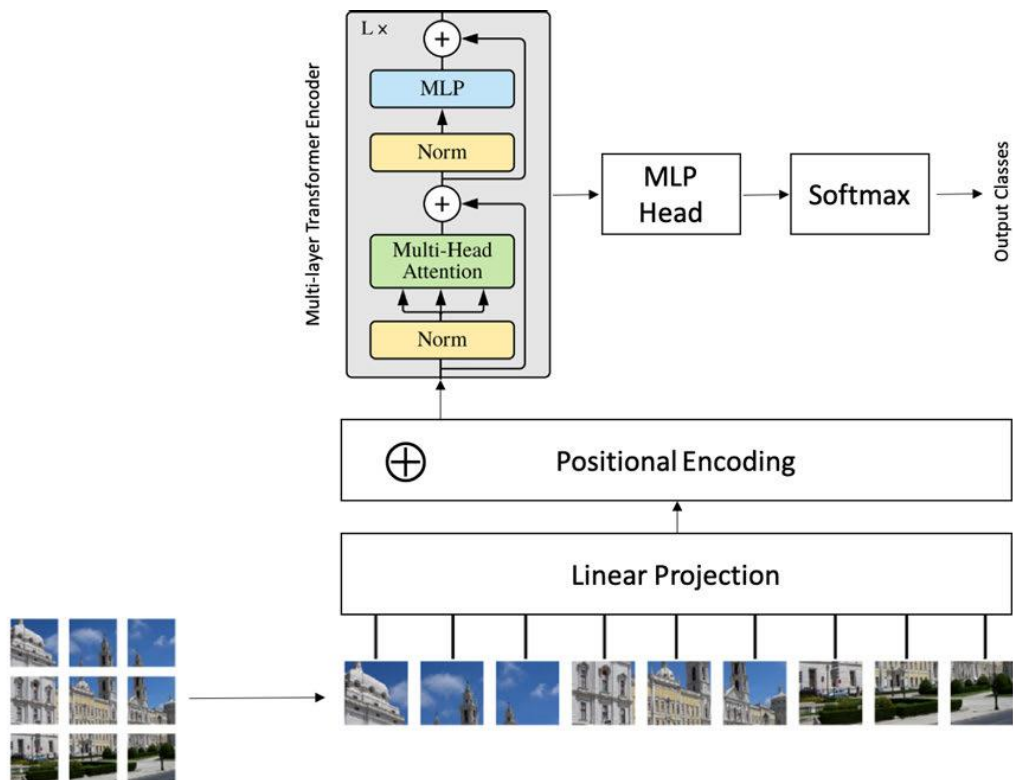 L ×
MLP
Norm
Multi-Head
Attention
Norm
Multi-layer Transformer Encoder
MLP
Head
Softmax
Output Classes
Positional Encoding
Linear Projection